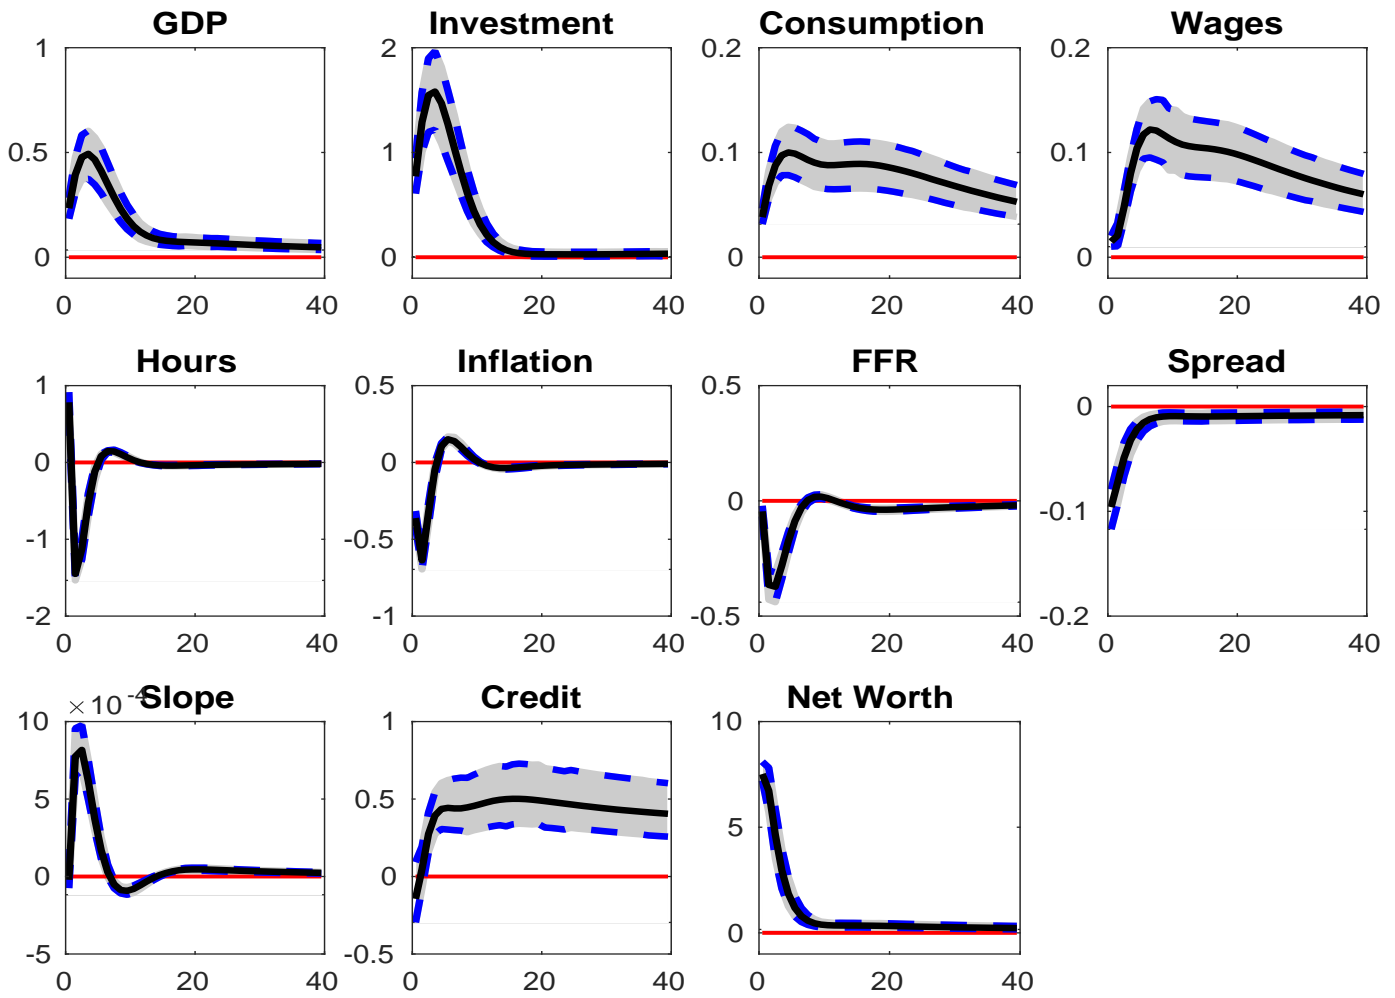 GDP Investment Consumption Wages
1 2 0.2 0.2
0.5 1 0.1 0.1
0 0 0 0
0 20 40 0 20 40 0 20 40 0 20 40
Hours Inflation FFR Spread
1 0.5 0.5 0
0 0 0 -0.1
-1 -0.5 -0.5 -0.2
-2 -1
0 20 40 0 20 40 0 20 40 0 20 40
× 10 -4 Slope Credit Net Worth
10 1 10
5 0.5 5
0 0 0
-5 -0.5
0 20 40 0 20 40 0 20 40